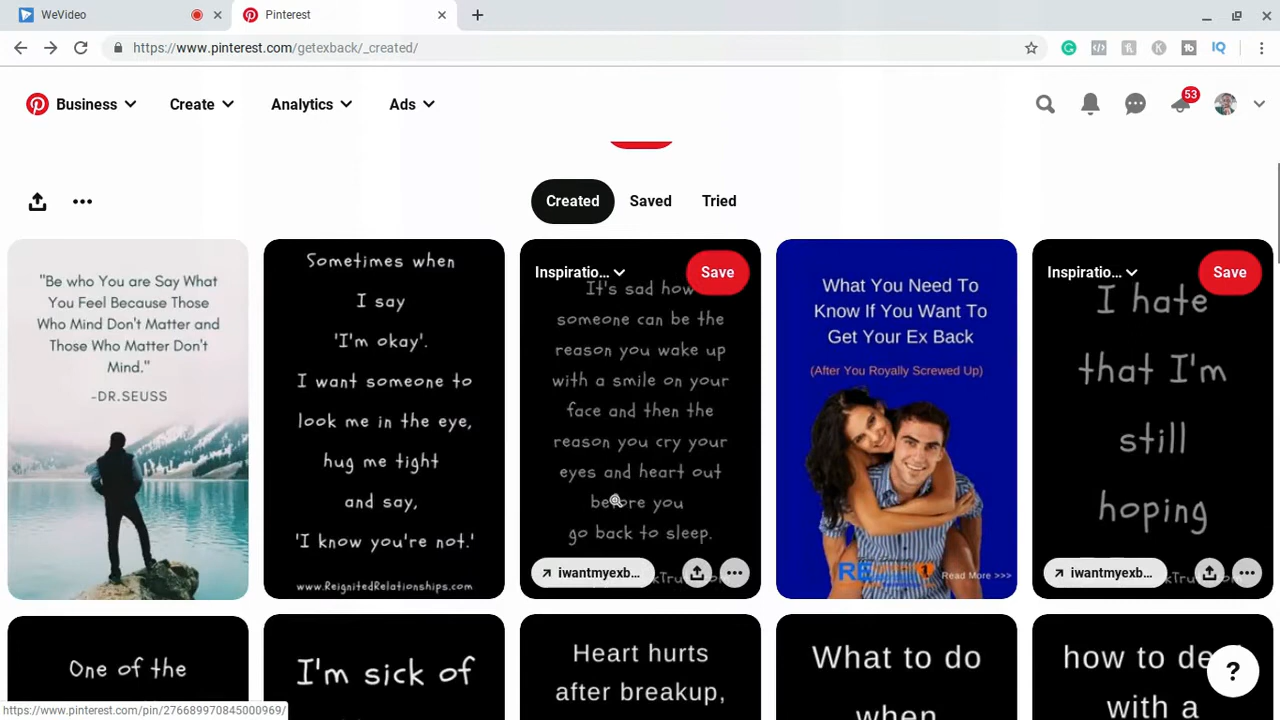 WeVideo
Pinterest
https://www.pinterest.com/getexback/_created/
Business
Create
Analytics
Ads
53
Created
Saved
Tried
"Be who You are Say What
You Feel Because Those
Who Mind Don't Matter and
Those Who Matter Don't
Mind."
-DR.SEUSS
Sometimes when
I say
'I'm okay'.
I want someone to
look me in the eye,
hug me tight
and say,
'I know you're not.'
www.ReignitedRelationships.com
Inspiratio...
Save
It's sad how
someone can be the
reason you wake up
with a smile on your
face and then the
reason you cry your
eyes and heart out
before you
go back to sleep.
iwantmyexb...
What You Need To
Know If You Want To
Get Your Ex Back
(After You Royally Screwed Up)
RE
Read More >>>
Inspiratio...
Save
I hate
that I'm
still
hoping
iwantmyexb...
One of the
I'm sick of
Heart hurts
after breakup,
What to do
when
how to de
with a
?
https://www.pinterest.com/pin/276689970845000969/